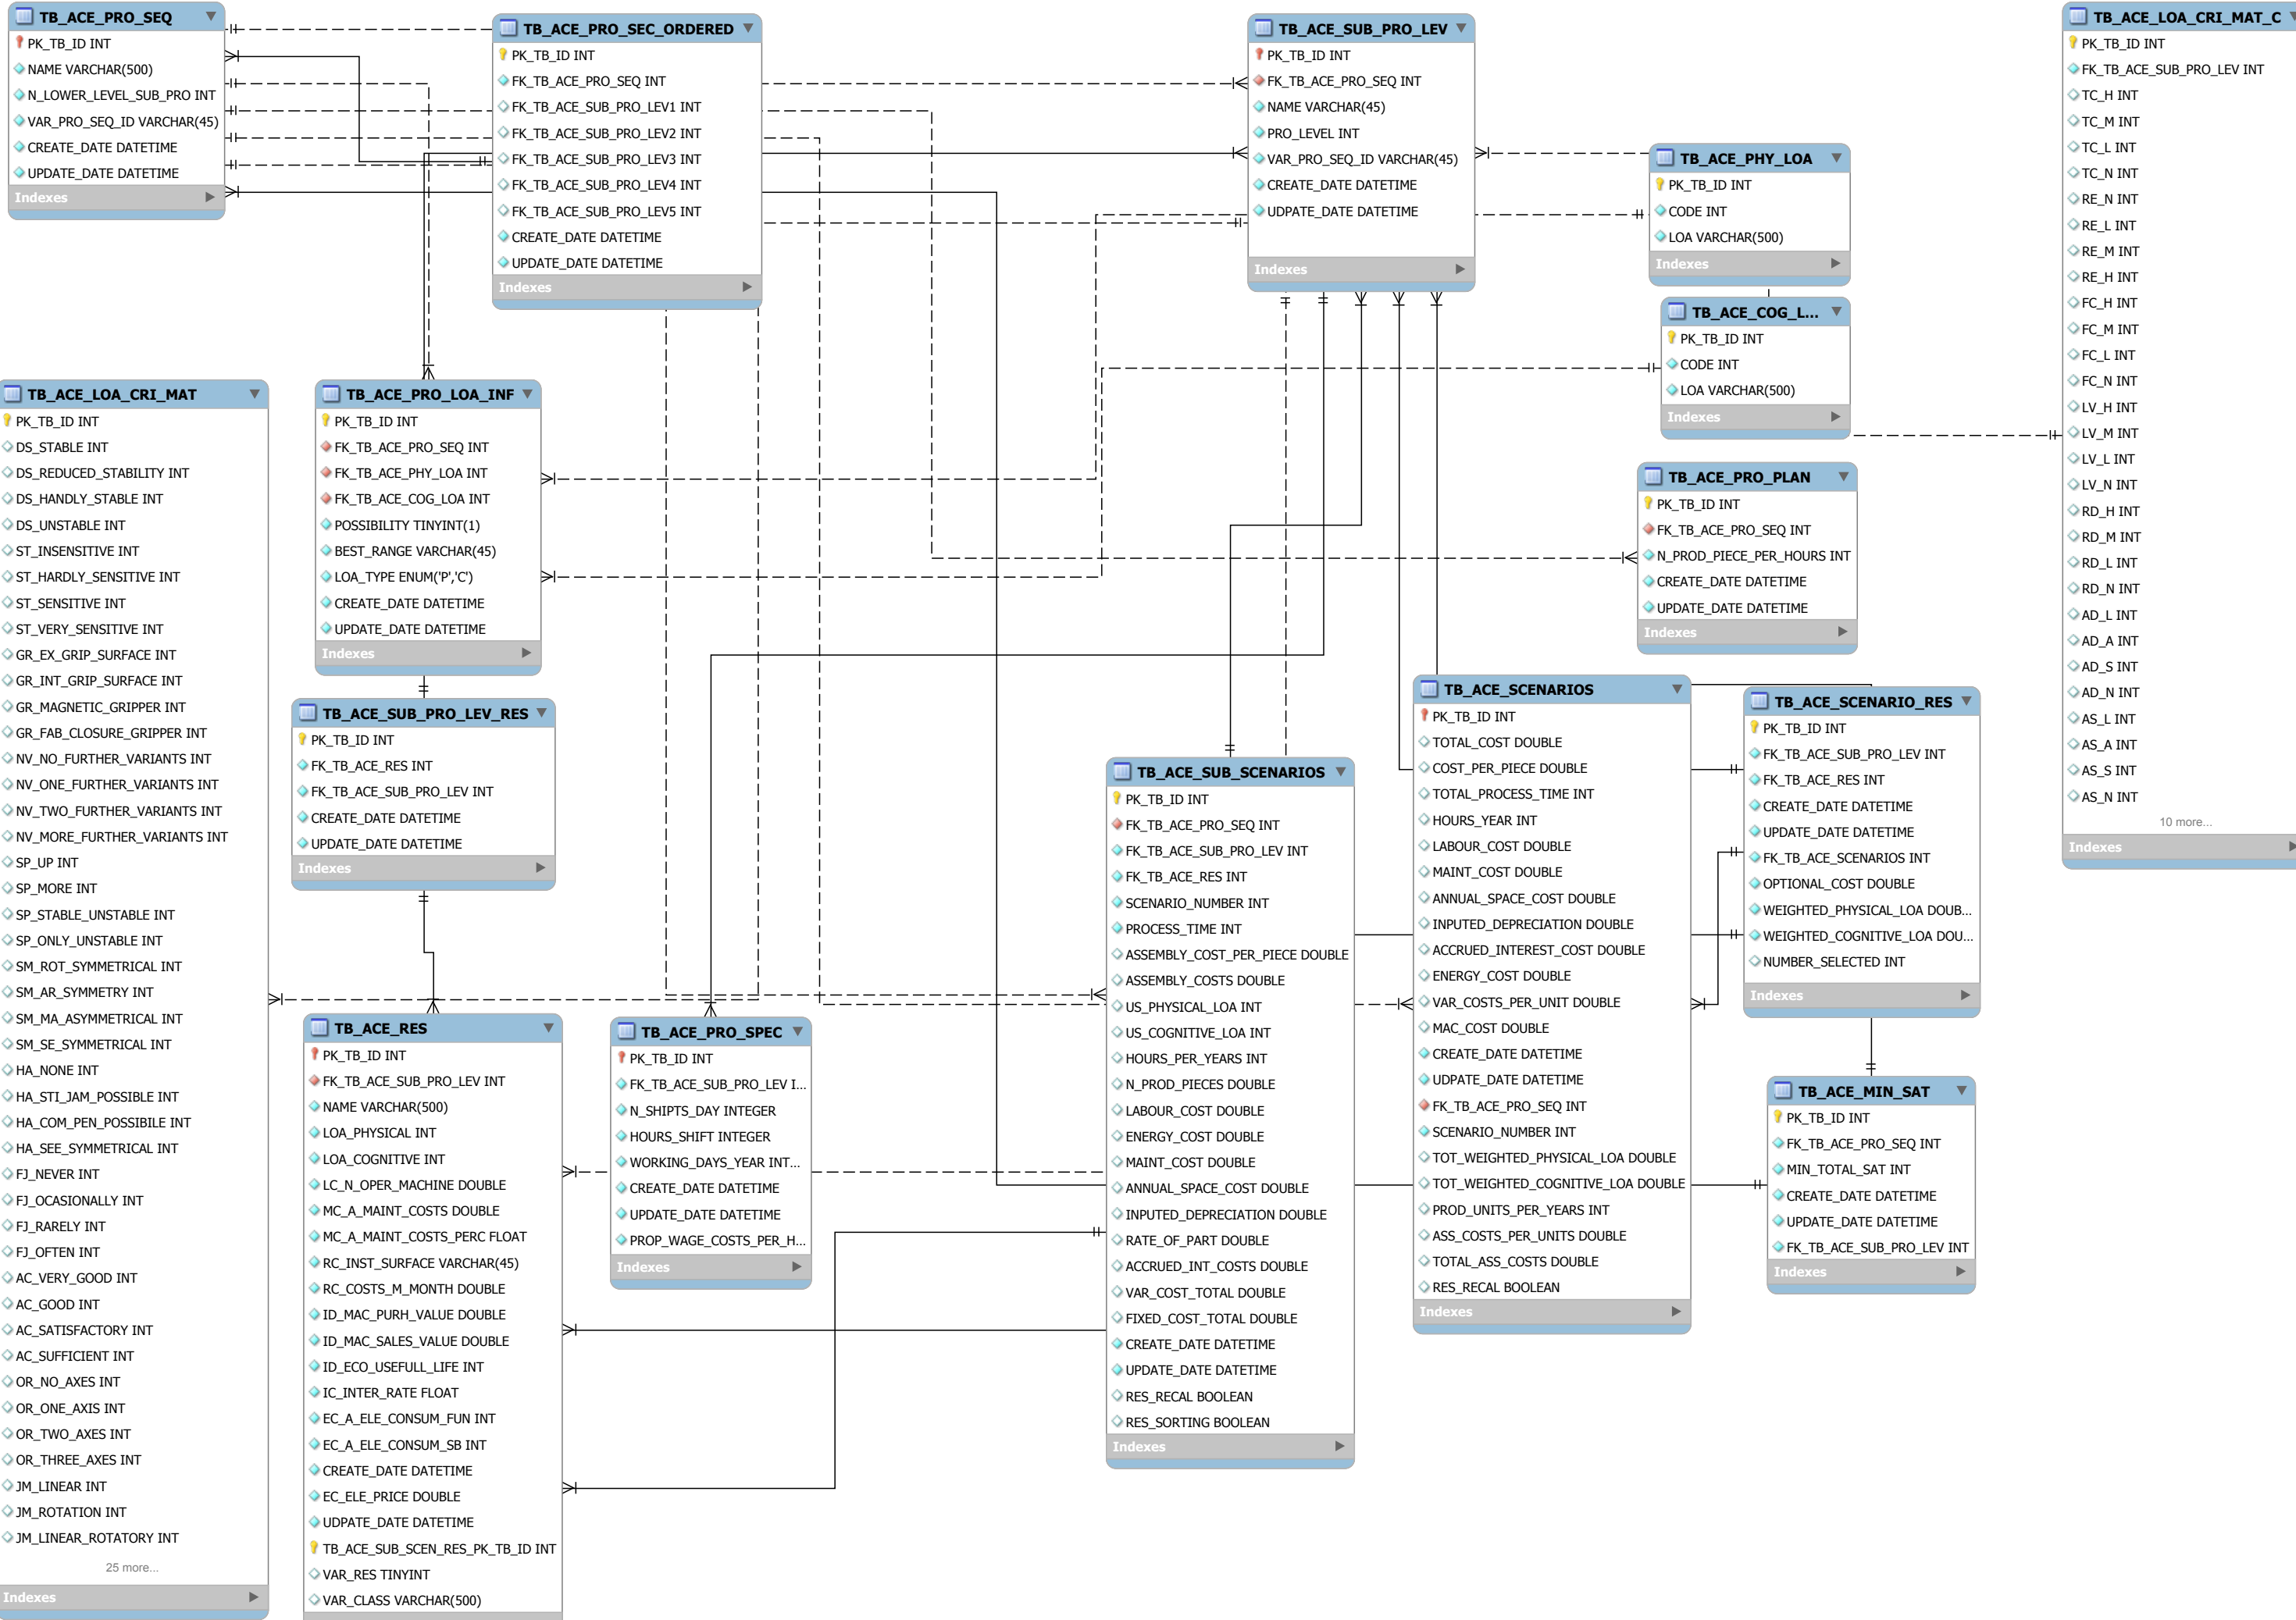 TB_ACE_PRO_SEQ
PK_TB_ID INT
NAME VARCHAR(500)
N_LOWER_LEVEL_SUB_PRO INT
VAR_PRO_SEQ_ID VARCHAR(45)
CREATE_DATE DATETIME
UPDATE_DATE DATETIME
Indexes
TB_ACE_PRO_SEC_ORDERED
PK_TB_ID INT
FK_TB_ACE_PRO_SEQ INT
FK_TB_ACE_SUB_PRO_LEV1 INT
FK_TB_ACE_SUB_PRO_LEV2 INT
FK_TB_ACE_SUB_PRO_LEV3 INT
FK_TB_ACE_SUB_PRO_LEV4 INT
FK_TB_ACE_SUB_PRO_LEV5 INT
CREATE_DATE DATETIME
UPDATE_DATE DATETIME
Indexes
TB_ACE_SUB_PRO_LEV
PK_TB_ID INT
FK_TB_ACE_PRO_SEQ INT
NAME VARCHAR(45)
PRO_LEVEL INT
VAR_PRO_SEQ_ID VARCHAR(45)
CREATE_DATE DATETIME
UDPATE_DATE DATETIME
Indexes
TB_ACE_PHY_LOA
PK_TB_ID INT
CODE INT
LOA VARCHAR(500)
Indexes
TB_ACE_COG_L...
PK_TB_ID INT
CODE INT
LOA VARCHAR(500)
Indexes
TB_ACE_LOA_CRI_MAT_C
PK_TB_ID INT
FK_TB_ACE_SUB_PRO_LEV INT
TC_H INT
TC_M INT
TC_L INT
TC_N INT
RE_N INT
RE_L INT
RE_M INT
RE_H INT
FC_H INT
FC_M INT
FC_L INT
FC_N INT
LV_H INT
LV_M INT
LV_L INT
LV_N INT
RD_H INT
RD_M INT
RD_L INT
RD_N INT
AD_L INT
AD_A INT
AD_S INT
AD_N INT
AS_L INT
AS_A INT
AS_S INT
AS_N INT
10 more...
Indexes
TB_ACE_LOA_CRI_MAT
PK_TB_ID INT
DS_STABLE INT
DS_REDUCED_STABILITY INT
DS_HANDLY_STABLE INT
DS_UNSTABLE INT
ST_INSENSITIVE INT
ST_HARDLY_SENSITIVE INT
ST_SENSITIVE INT
ST_VERY_SENSITIVE INT
GR_EX_GRIP_SURFACE INT
GR_INT_GRIP_SURFACE INT
GR_MAGNETIC_GRIPPER INT
GR_FAB_CLOSURE_GRIPPER INT
NV_NO_FURTHER_VARIANTS INT
NV_ONE_FURTHER_VARIANTS INT
NV_TWO_FURTHER_VARIANTS INT
NV_MORE_FURTHER_VARIANTS INT
SP_UP INT
SP_MORE INT
SP_STABLE_UNSTABLE INT
SP_ONLY_UNSTABLE INT
SM_ROT_SYMMETRICAL INT
SM_AR_SYMMETRY INT
SM_MA_ASYMMETRICAL INT
SM_SE_SYMMETRICAL INT
HA_NONE INT
HA_STI_JAM_POSSIBLE INT
HA_COM_PEN_POSSIBILE INT
HA_SEE_SYMMETRICAL INT
FJ_NEVER INT
FJ_OCASIONALLY INT
FJ_RARELY INT
FJ_OFTEN INT
AC_VERY_GOOD INT
AC_GOOD INT
AC_SATISFACTORY INT
AC_SUFFICIENT INT
OR_NO_AXES INT
OR_ONE_AXIS INT
OR_TWO_AXES INT
OR_THREE_AXES INT
JM_LINEAR INT
JM_ROTATION INT
JM_LINEAR_ROTATORY INT
25 more...
Indexes
TB_ACE_PRO_LOA_INF
PK_TB_ID INT
FK_TB_ACE_PRO_SEQ INT
FK_TB_ACE_PHY_LOA INT
FK_TB_ACE_COG_LOA INT
POSSIBILITY TINYINT(1)
BEST_RANGE VARCHAR(45)
LOA_TYPE ENUM('P','C')
CREATE_DATE DATETIME
UPDATE_DATE DATETIME
Indexes
TB_ACE_SUB_PRO_LEV_RES
PK_TB_ID INT
FK_TB_ACE_RES INT
FK_TB_ACE_SUB_PRO_LEV INT
CREATE_DATE DATETIME
UPDATE_DATE DATETIME
Indexes
TB_ACE_RES
PK_TB_ID INT
FK_TB_ACE_SUB_PRO_LEV INT
NAME VARCHAR(500)
LOA_PHYSICAL INT
LOA_COGNITIVE INT
LC_N_OPER_MACHINE DOUBLE
MC_A_MAINT_COSTS DOUBLE
MC_A_MAINT_COSTS_PERC FLOAT
RC_INST_SURFACE VARCHAR(45)
RC_COSTS_M_MONTH DOUBLE
ID_MAC_PURH_VALUE DOUBLE
ID_MAC_SALES_VALUE DOUBLE
ID_ECO_USEFULL_LIFE INT
IC_INTER_RATE FLOAT
EC_A_ELE_CONSUM_FUN INT
EC_A_ELE_CONSUM_SB INT
CREATE_DATE DATETIME
EC_ELE_PRICE DOUBLE
UDPATE_DATE DATETIME
TB_ACE_SUB_SCEN_RES_PK_TB_ID INT
VAR_RES TINYINT
VAR_CLASS VARCHAR(500)
TB_ACE_PRO_SPEC
PK_TB_ID INT
FK_TB_ACE_SUB_PRO_LEV I...
N_SHIPTS_DAY INTEGER
HOURS_SHIFT INTEGER
WORKING_DAYS_YEAR INT...
CREATE_DATE DATETIME
UPDATE_DATE DATETIME
PROP_WAGE_COSTS_PER_H...
Indexes
TB_ACE_SUB_SCENARIOS
PK_TB_ID INT
FK_TB_ACE_PRO_SEQ INT
FK_TB_ACE_SUB_PRO_LEV INT
FK_TB_ACE_RES INT
SCENARIO_NUMBER INT
PROCESS_TIME INT
ASSEMBLY_COST_PER_PIECE DOUBLE
ASSEMBLY_COSTS DOUBLE
US_PHYSICAL_LOA INT
US_COGNITIVE_LOA INT
HOURS_PER_YEARS INT
N_PROD_PIECES DOUBLE
LABOUR_COST DOUBLE
ENERGY_COST DOUBLE
MAINT_COST DOUBLE
ANNUAL_SPACE_COST DOUBLE
INPUTED_DEPRECIATION DOUBLE
RATE_OF_PART DOUBLE
ACCRUED_INT_COSTS DOUBLE
VAR_COST_TOTAL DOUBLE
FIXED_COST_TOTAL DOUBLE
CREATE_DATE DATETIME
UPDATE_DATE DATETIME
RES_RECAL BOOLEAN
RES_SORTING BOOLEAN
Indexes
TB_ACE_PRO_PLAN
PK_TB_ID INT
FK_TB_ACE_PRO_SEQ INT
N_PROD_PIECE_PER_HOURS INT
CREATE_DATE DATETIME
UPDATE_DATE DATETIME
Indexes
TB_ACE_SCENARIOS
PK_TB_ID INT
TOTAL_COST DOUBLE
COST_PER_PIECE DOUBLE
TOTAL_PROCESS_TIME INT
HOURS_YEAR INT
LABOUR_COST DOUBLE
MAINT_COST DOUBLE
ANNUAL_SPACE_COST DOUBLE
INPUTED_DEPRECIATION DOUBLE
ACCRUED_INTEREST_COST DOUBLE
ENERGY_COST DOUBLE
VAR_COSTS_PER_UNIT DOUBLE
MAC_COST DOUBLE
CREATE_DATE DATETIME
UDPATE_DATE DATETIME
FK_TB_ACE_PRO_SEQ INT
SCENARIO_NUMBER INT
TOT_WEIGHTED_PHYSICAL_LOA DOUBLE
TOT_WEIGHTED_COGNITIVE_LOA DOUBLE
PROD_UNITS_PER_YEARS INT
ASS_COSTS_PER_UNITS DOUBLE
TOTAL_ASS_COSTS DOUBLE
RES_RECAL BOOLEAN
Indexes
TB_ACE_SCENARIO_RES
PK_TB_ID INT
FK_TB_ACE_SUB_PRO_LEV INT
FK_TB_ACE_RES INT
CREATE_DATE DATETIME
UPDATE_DATE DATETIME
FK_TB_ACE_SCENARIOS INT
OPTIONAL_COST DOUBLE
WEIGHTED_PHYSICAL_LOA DOUB...
WEIGHTED_COGNITIVE_LOA DOU...
NUMBER_SELECTED INT
Indexes
TB_ACE_MIN_SAT
PK_TB_ID INT
FK_TB_ACE_PRO_SEQ INT
MIN_TOTAL_SAT INT
CREATE_DATE DATETIME
UPDATE_DATE DATETIME
FK_TB_ACE_SUB_PRO_LEV INT
Indexes